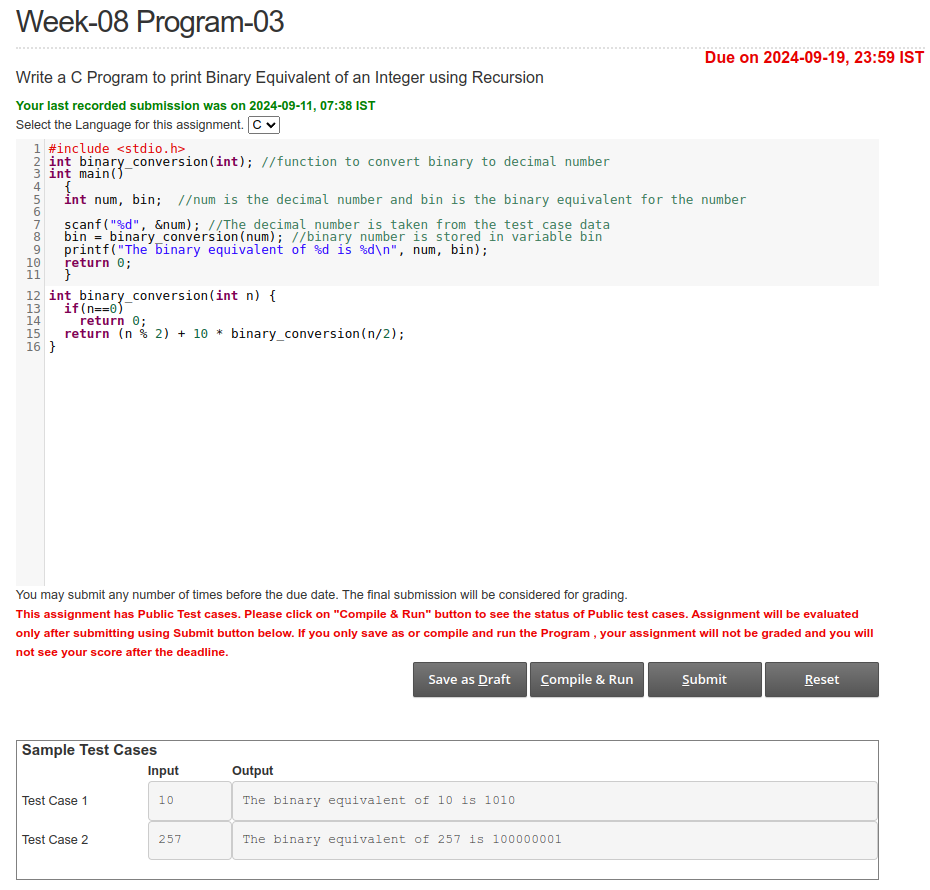 Week-08 Program-03
Due on 2024-09-19, 23:59 IST
Write a C Program to print Binary Equivalent of an Integer using Recursion
Your last recorded submission was on 2024-09-11, 07:38 IST
Select the Language for this assignment. C
1 #include <stdio.h>
2 int binary_conversion(int); //function to convert binary to decimal number
3 int main()
4 {
5 int num, bin; //num is the decimal number and bin is the binary equivalent for the number
6
7 scanf("%d", &num); //The decimal number is taken from the test case data
8 bin = binary_conversion(num); //binary number is stored in variable bin
9 printf("The binary equivalent of %d is %d\n", num, bin);
10 return 0;
11 }
12 int binary_conversion(int n) {
13 if(n==0)
14 return 0;
15 return (n % 2) + 10 * binary_conversion(n/2);
16 }
You may submit any number of times before the due date. The final submission will be considered for grading.
This assignment has Public Test cases. Please click on "Compile & Run" button to see the status of Public test cases. Assignment will be evaluated
only after submitting using Submit button below. If you only save as or compile and run the Program , your assignment will not be graded and you will
not see your score after the deadline.
Save as Draft Compile & Run Submit Reset
Sample Test Cases
Input Output
Test Case 1 10 The binary equivalent of 10 is 1010
Test Case 2 257 The binary equivalent of 257 is 100000001